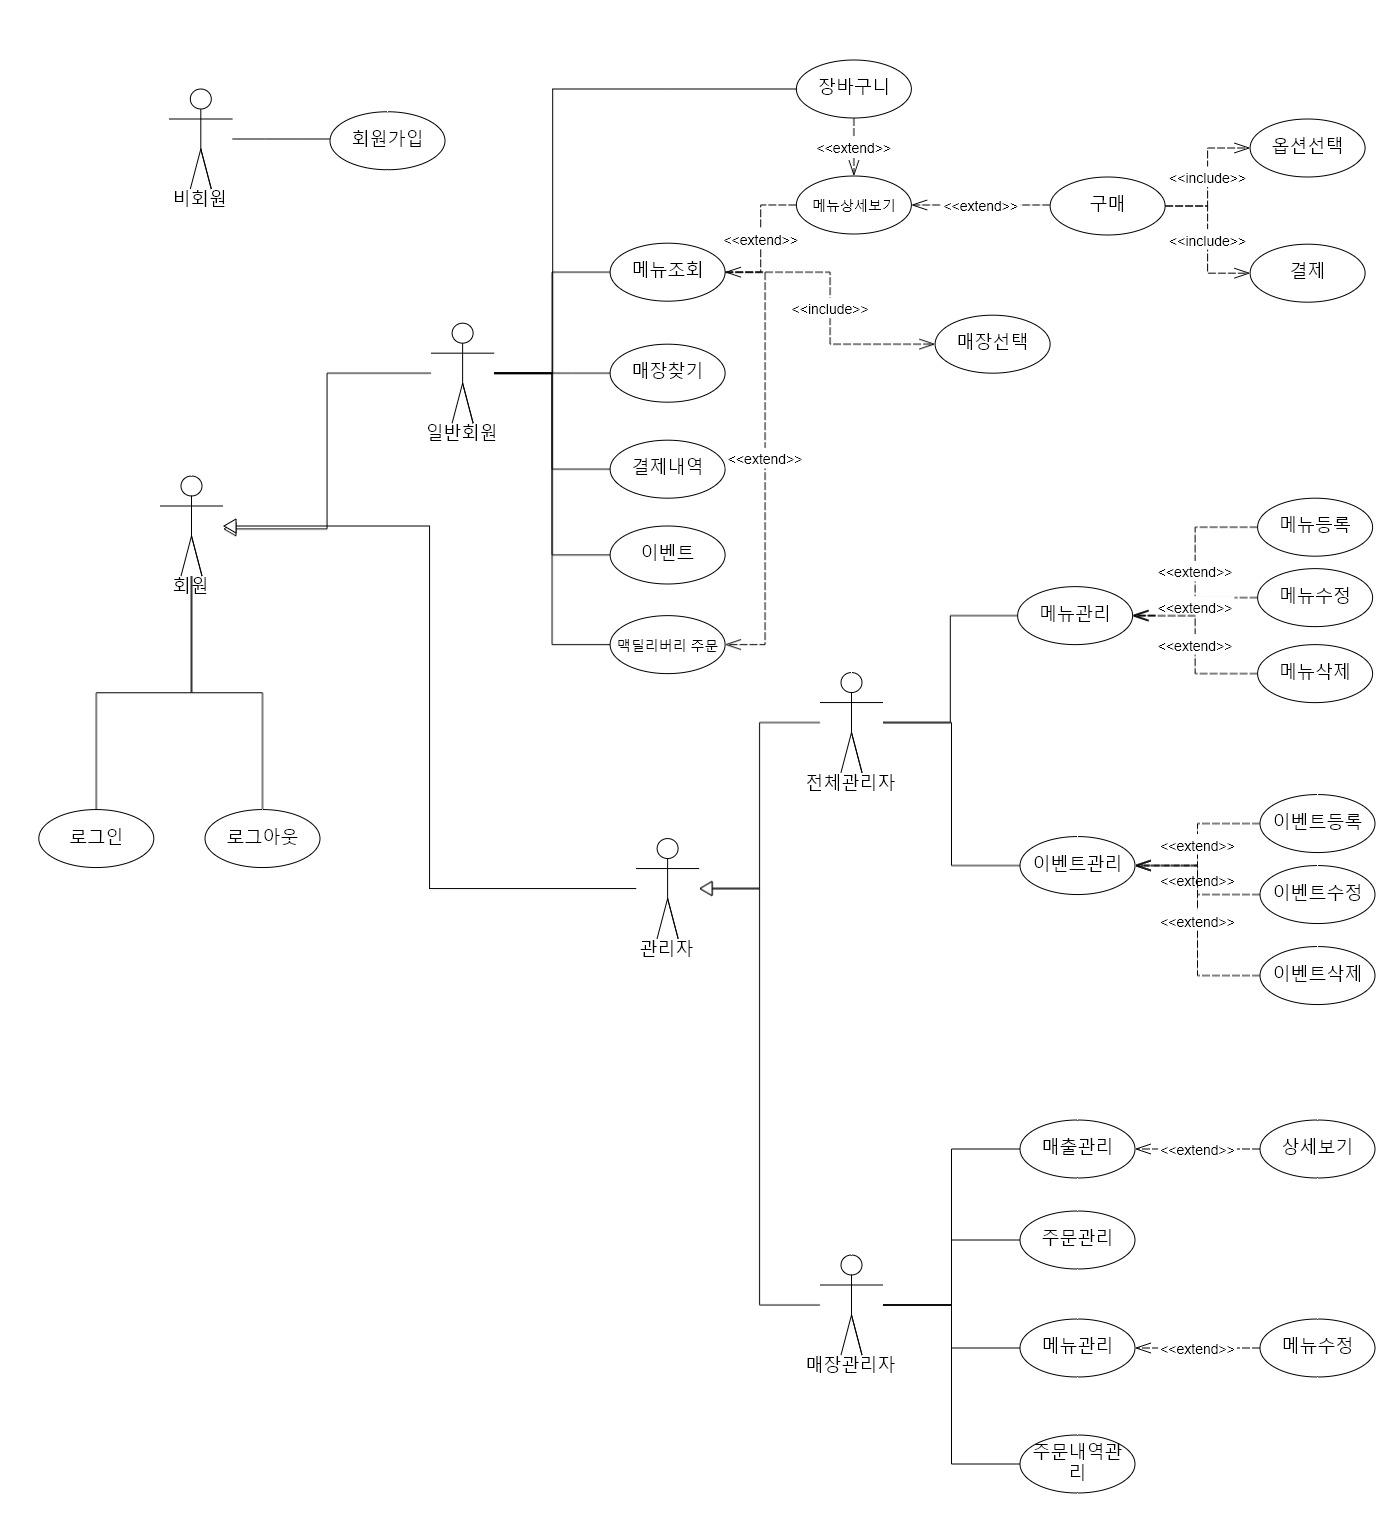 장바구니
회원가입
비회원
<<extend>>
옵션선택
<<include>>
메뉴상세보기
<<extend>>
구매
<<extend>>
<<include>>
메뉴조회
결제
<<include>>
매장선택
매장찾기
일반회원
결제내역
<<extend>>
이벤트
회원
맥딜리버리 주문
메뉴등록
<<extend>>
메뉴수정
메뉴관리
<<extend>>
<<extend>>
메뉴삭제
전체관리자
로그인
로그아웃
이벤트등록
<<extend>>
이벤트관리
<<extend>>
이벤트수정
<<extend>>
관리자
이벤트삭제
매출관리
<<extend>>
상세보기
주문관리
매장관리자
메뉴관리
<<extend>>
메뉴수정
주문내역관
리